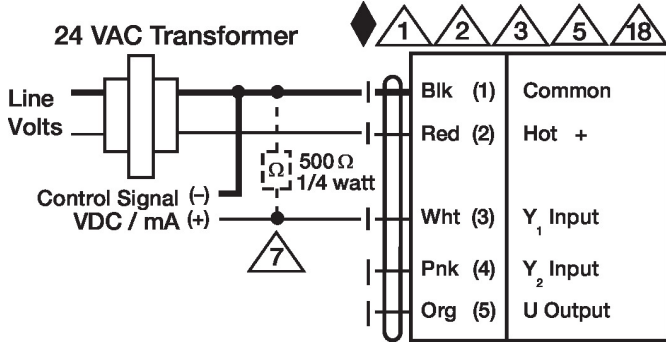 24 VAC Transformer
1 2 3 5 18
Line
Volts
Blk (1) Common
Red (2) Hot +
Ω 500 Ω
1/4 watt
Control Signal (–)
VDC / mA (+)
Wht (3) Y₁ Input
7
Pnk (4) Y₂ Input
Org (5) U Output